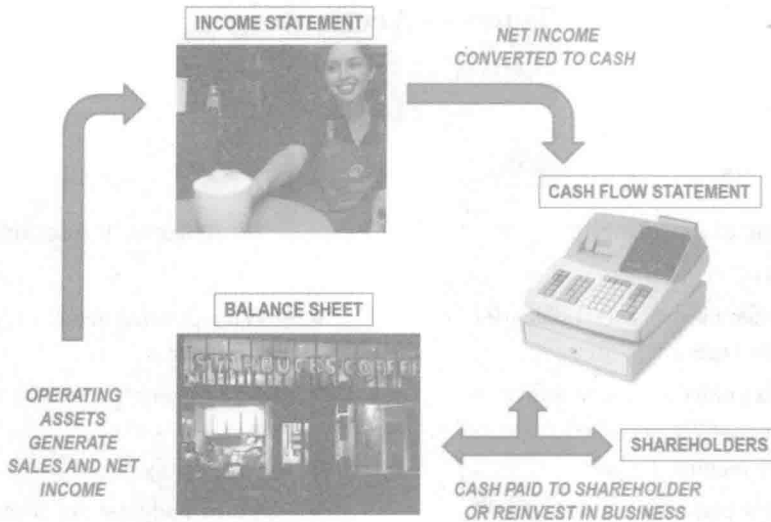 INCOME STATEMENT
NET INCOME
CONVERTED TO CASH
CASH FLOW STATEMENT
BALANCE SHEET
STARBUCKS COFFEE
OPERATING
ASSETS
GENERATE
SALES AND NET
INCOME
SHAREHOLDERS
CASH PAID TO SHAREHOLDER
OR REINVEST IN BUSINESS